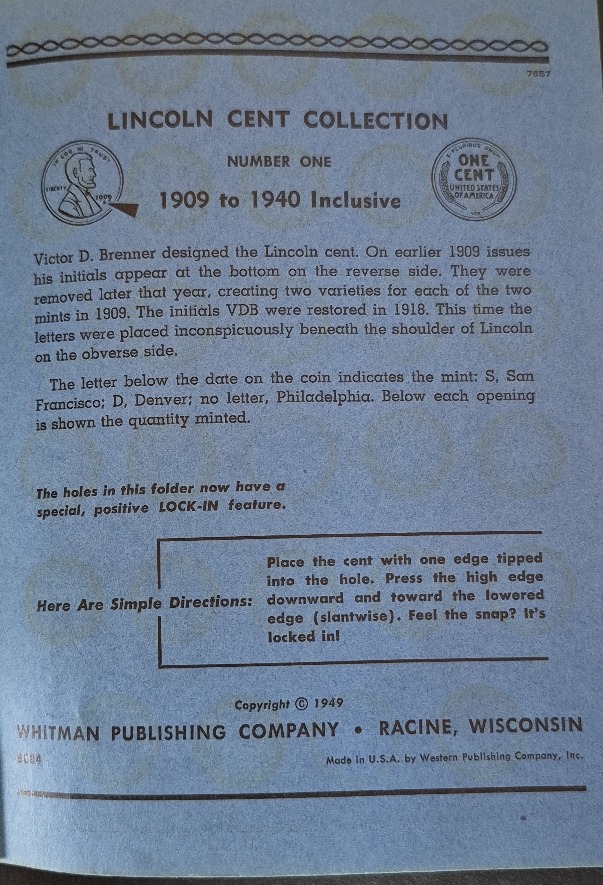 7687
LINCOLN CENT COLLECTION
IN GOD WE TRUST
LIBERTY
1909
NUMBER ONE
E PLURIBUS UNUM
ONE
CENT
UNITED STATES
OF AMERICA
1909 to 1940 Inclusive
Victor D. Brenner designed the Lincoln cent. On earlier 1909 issues
his initials appear at the bottom on the reverse side. They were
removed later that year, creating two varieties for each of the two
mints in 1909. The initials VDB were restored in 1918. This time the
letters were placed inconspicuously beneath the shoulder of Lincoln
on the obverse side.
The letter below the date on the coin indicates the mint: S, San
Francisco; D, Denver; no letter, Philadelphia. Below each opening
is shown the quantity minted.
The holes in this folder now have a
special, positive LOCK-IN feature.
Here Are Simple Directions:
Place the cent with one edge tipped
into the hole. Press the high edge
downward and toward the lowered
edge (slantwise). Feel the snap? It's
locked in!
Copyright © 1949
WHITMAN PUBLISHING COMPANY • RACINE, WISCONSIN
Made in U.S.A. by Western Publishing Company, Inc.